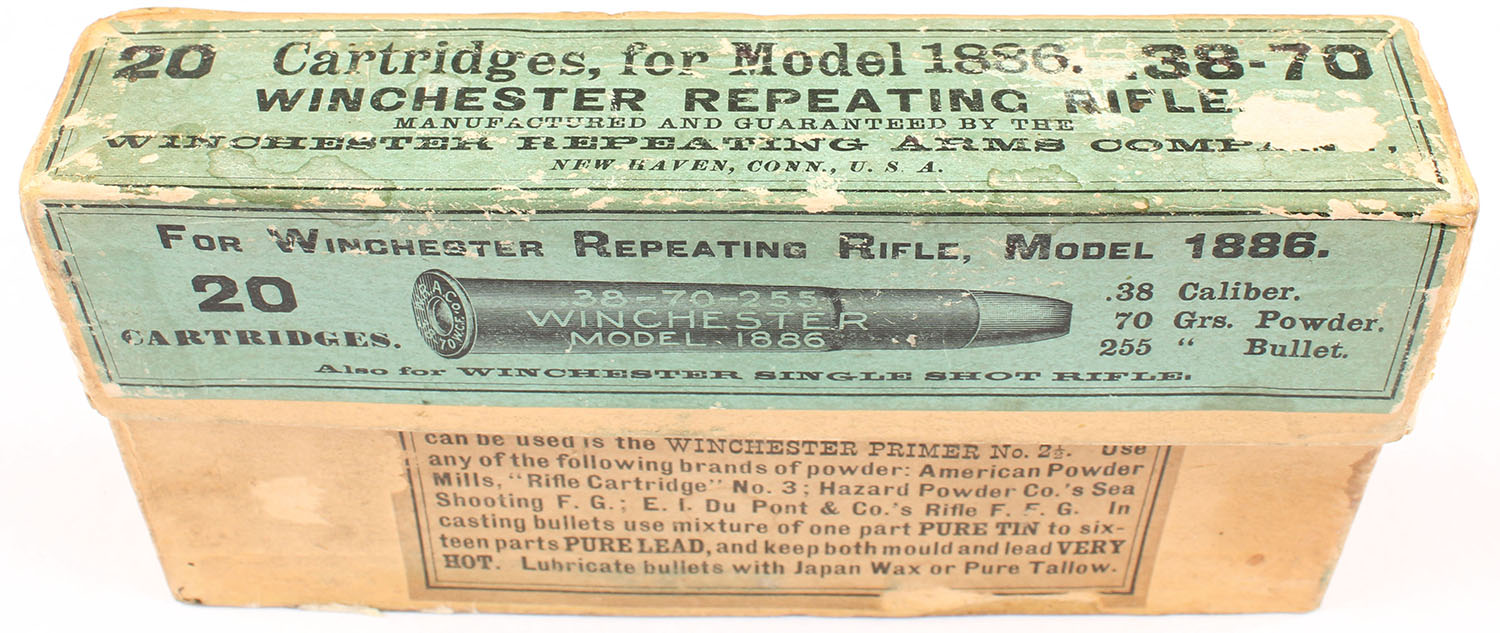 20 Cartridges, for Model 1886. .38-70
WINCHESTER REPEATING RIFLE.
MANUFACTURED AND GUARANTEED BY THE
WINCHESTER REPEATING ARMS COMPANY,
NEW HAVEN, CONN., U. S. A.
FOR WINCHESTER REPEATING RIFLE, MODEL 1886.
20
CARTRIDGES.
W.R.A.Co.
38-70 W.C.F.
38-70-255
WINCHESTER
MODEL 1886
.38 Caliber.
70 Grs. Powder.
255 " Bullet.
Also for WINCHESTER SINGLE SHOT RIFLE.
can be used is the WINCHESTER PRIMER No. 2½. Use
any of the following brands of powder: American Powder
Mills, "Rifle Cartridge" No. 3; Hazard Powder Co.'s Sea
Shooting F. G.; E. I. Du Pont & Co.'s Rifle F. F. G. In
casting bullets use mixture of one part PURE TIN to six-
teen parts PURE LEAD, and keep both mould and lead VERY
HOT. Lubricate bullets with Japan Wax or Pure Tallow.